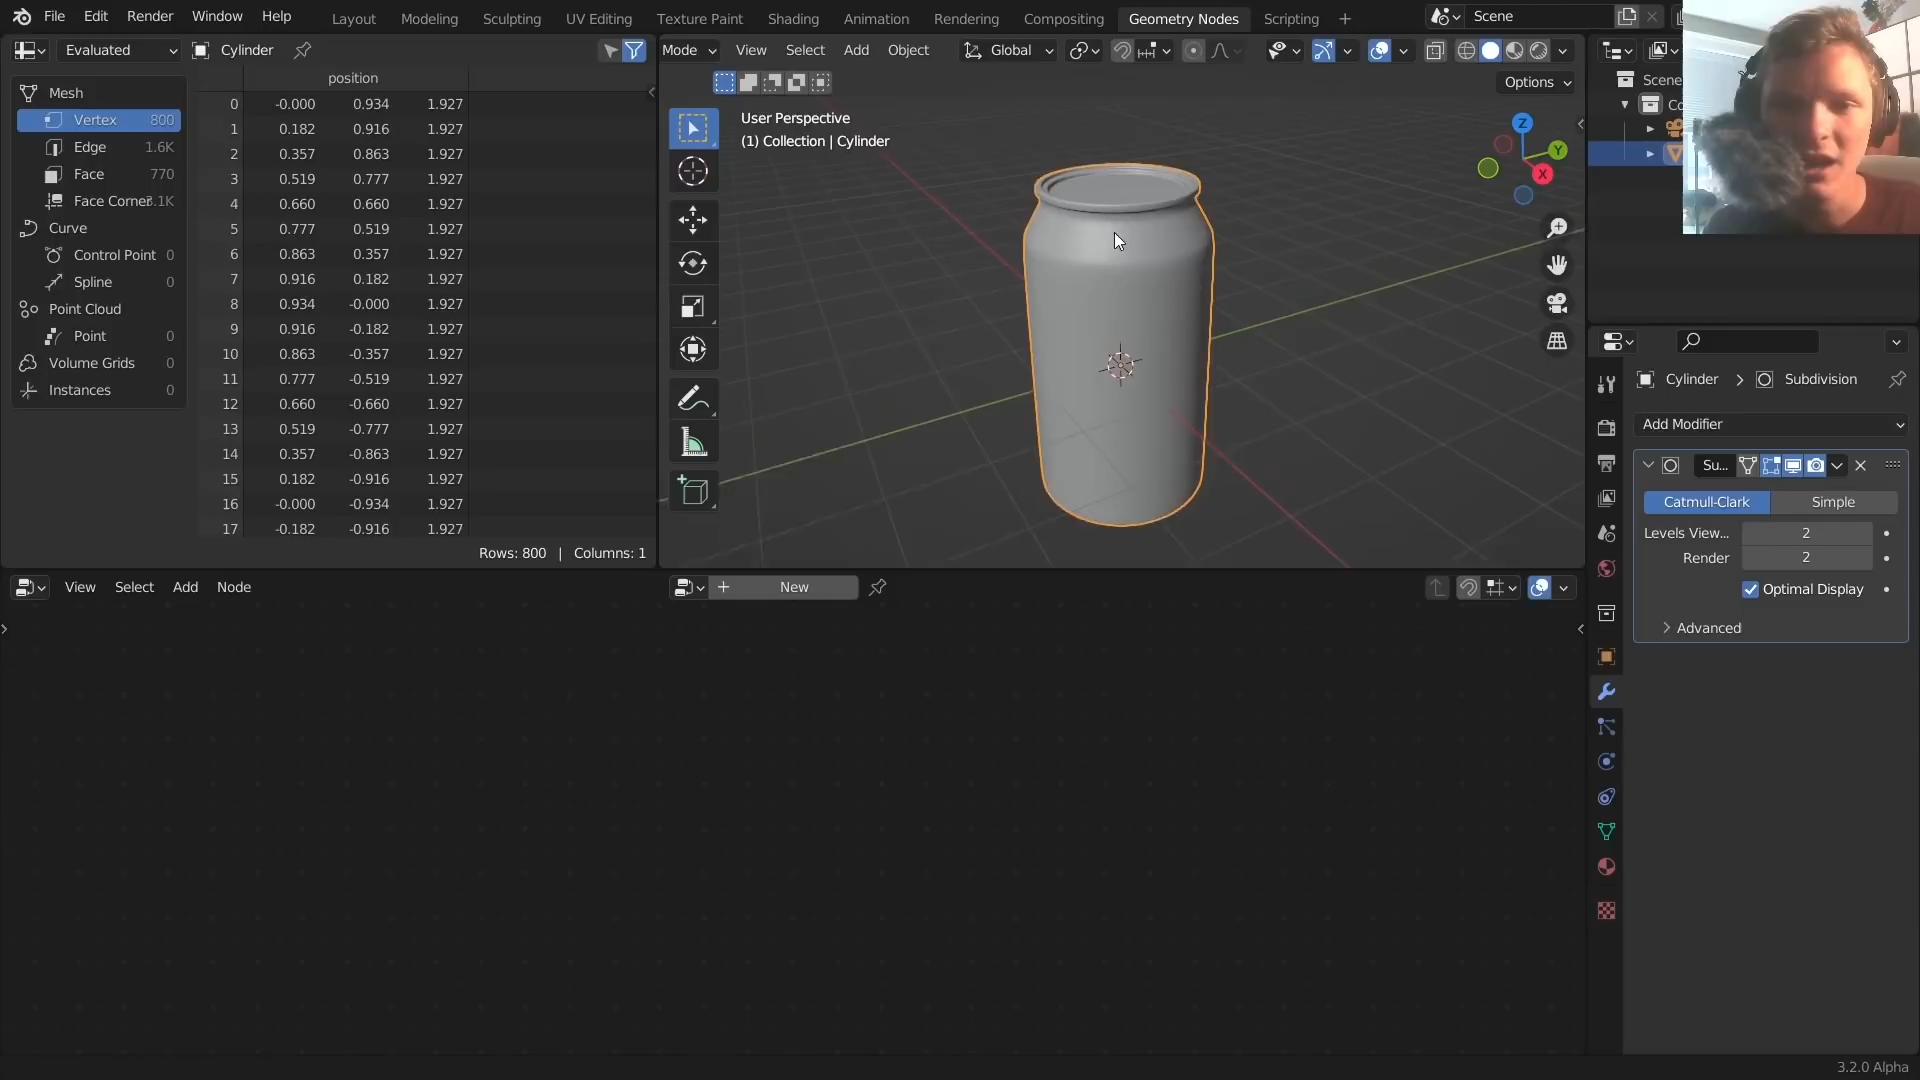 File Edit Render Window Help
Layout Modeling Sculpting UV Editing Texture Paint Shading Animation Rendering Compositing Geometry Nodes Scripting
Scene
Evaluated Cylinder
Mode View Select Add Object Global
Options
Mesh
Vertex 800
Edge 1.6K
Face 770
Face Corner 3.1K
Curve
Control Point 0
Spline 0
Point Cloud
Point 0
Volume Grids 0
Instances 0
position
0 -0.000 0.934 1.927
1 0.182 0.916 1.927
2 0.357 0.863 1.927
3 0.519 0.777 1.927
4 0.660 0.660 1.927
5 0.777 0.519 1.927
6 0.863 0.357 1.927
7 0.916 0.182 1.927
8 0.934 -0.000 1.927
9 0.916 -0.182 1.927
10 0.863 -0.357 1.927
11 0.777 -0.519 1.927
12 0.660 -0.660 1.927
13 0.519 -0.777 1.927
14 0.357 -0.863 1.927
15 0.182 -0.916 1.927
16 -0.000 -0.934 1.927
17 -0.182 -0.916 1.927
Rows: 800 | Columns: 1
User Perspective
(1) Collection | Cylinder
Z
Y
X
Scene
Co
Cylinder > Subdivision
Add Modifier
Su...
Catmull-Clark Simple
Levels View... 2
Render 2
Optimal Display
Advanced
View Select Add Node
New
3.2.0 Alpha